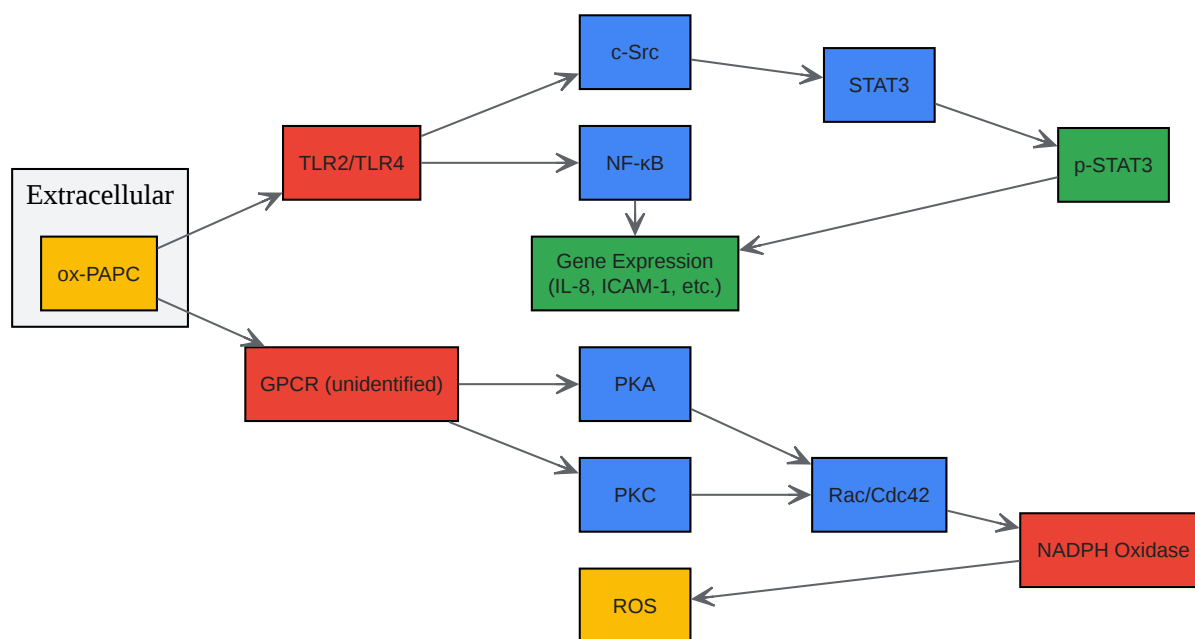 c-Src
STAT3
TLR2/TLR4
NF-κB
p-STAT3
Extracellular
ox-PAPC
Gene Expression
(IL-8, ICAM-1, etc.)
GPCR (unidentified)
PKA
PKC
Rac/Cdc42
NADPH Oxidase
ROS